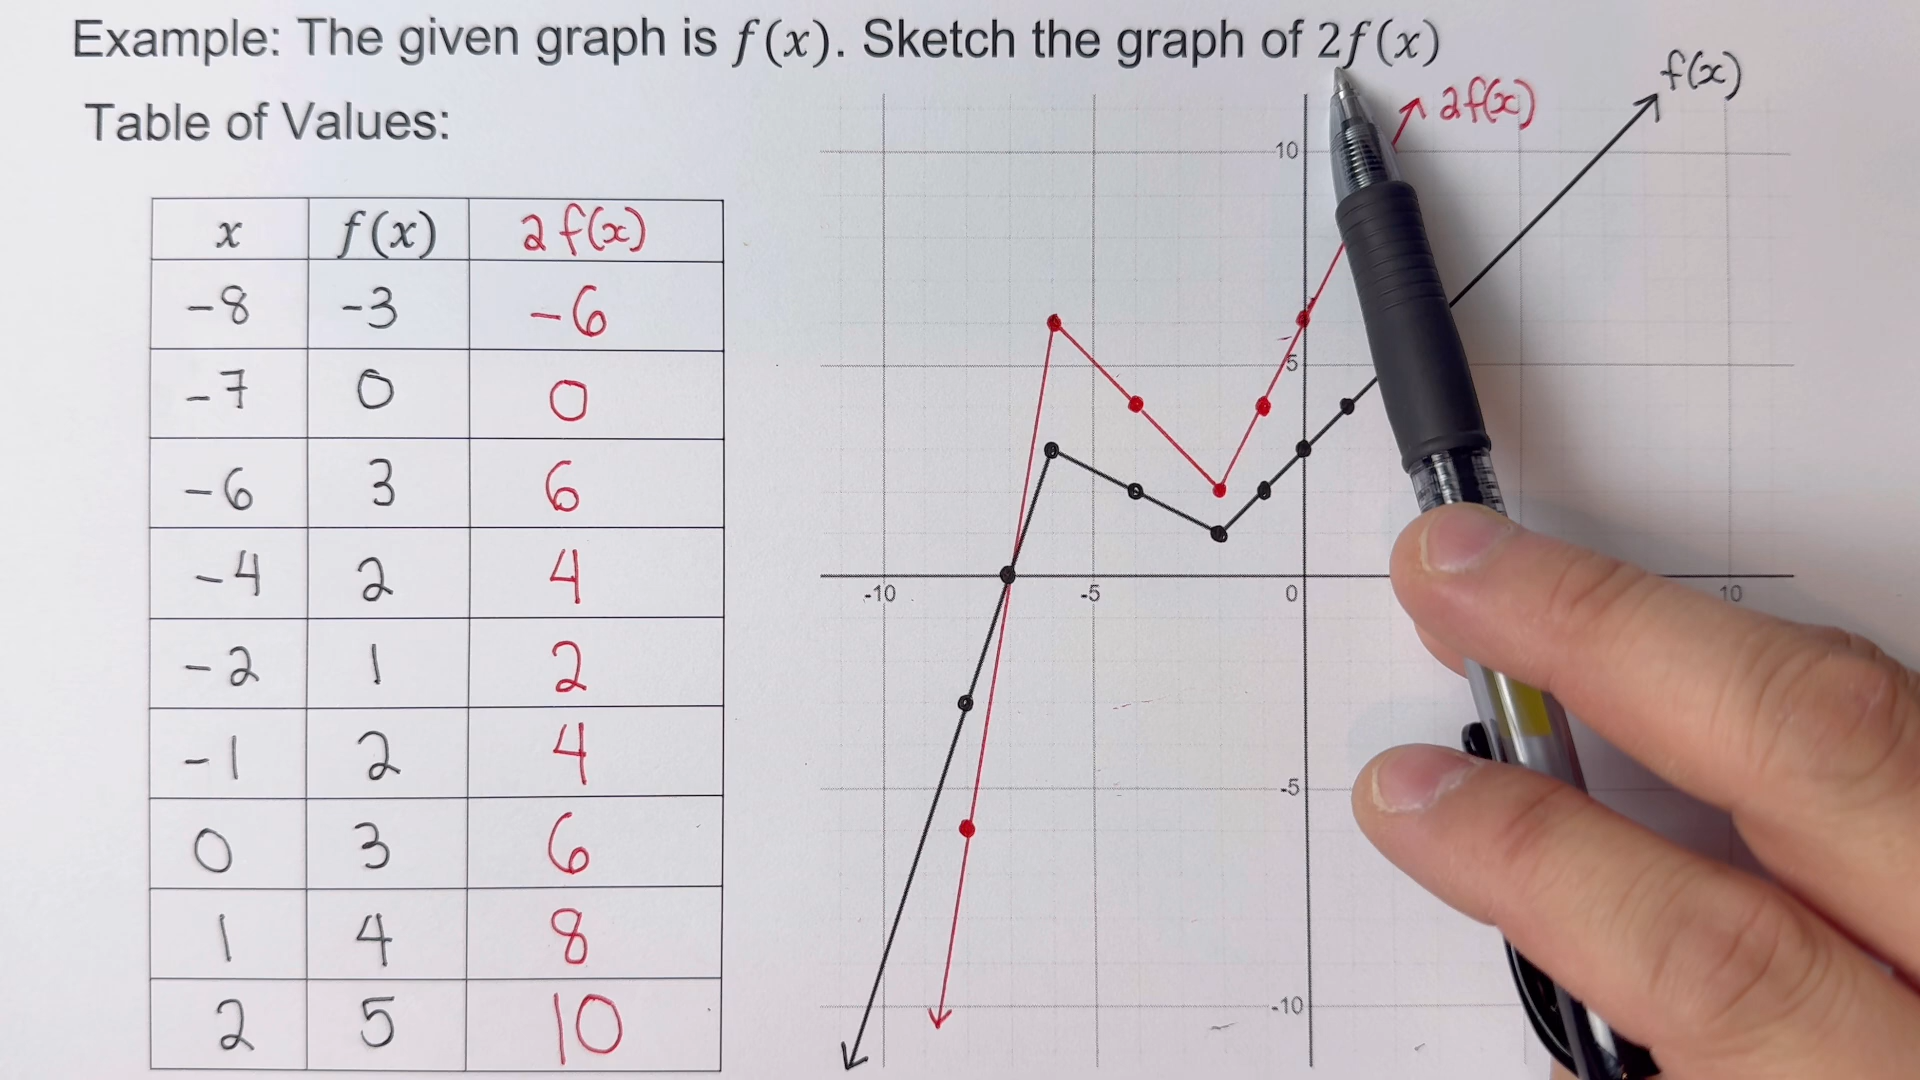 Example: The given graph is f(x). Sketch the graph of 2f(x)
Table of Values:
f(x)
2f(x)
x f(x) 2f(x)
-8 -3 -6
-7 0 0
-6 3 6
-4 2 4
-2 1 2
-1 2 4
0 3 6
1 4 8
2 5 10
10
5
-10 -5 0 10
-5
-10